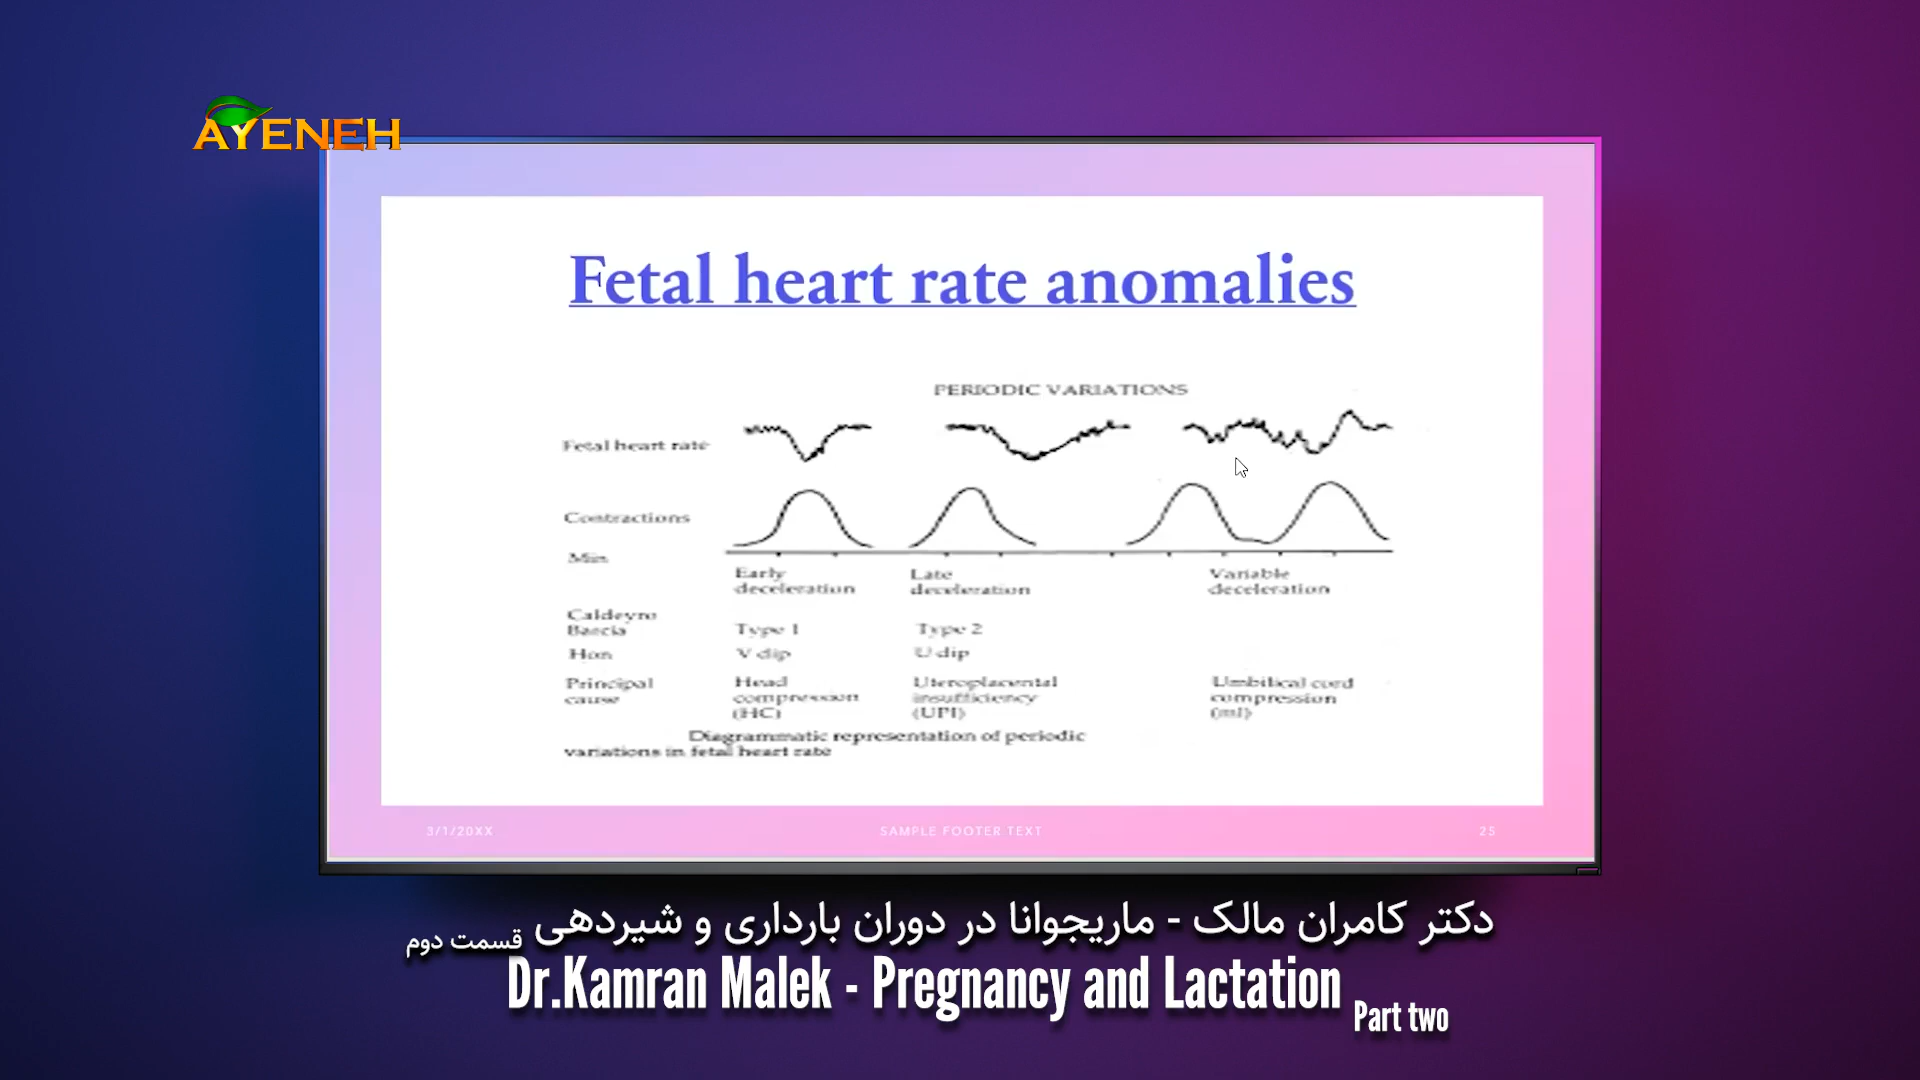 AYENEH
Fetal heart rate anomalies
PERIODIC VARIATIONS
Fetal heart rate
Contractions
Min
Early deceleration
Late deceleration
Variable deceleration
Caldeyro Barcia
Type 1
Type 2
Hon
V dip
U dip
Principal cause
Head compression (HC)
Uteroplacental insufficiency (UPI)
Umbilical cord compression
Diagrammatic representation of periodic
variations in fetal heart rate
3/1/20XX
SAMPLE FOOTER TEXT
25
دکتر کامران مالک - ماریجوانا در دوران بارداری و شیردهی قسمت دوم
Dr.Kamran Malek - Pregnancy and Lactation Part two